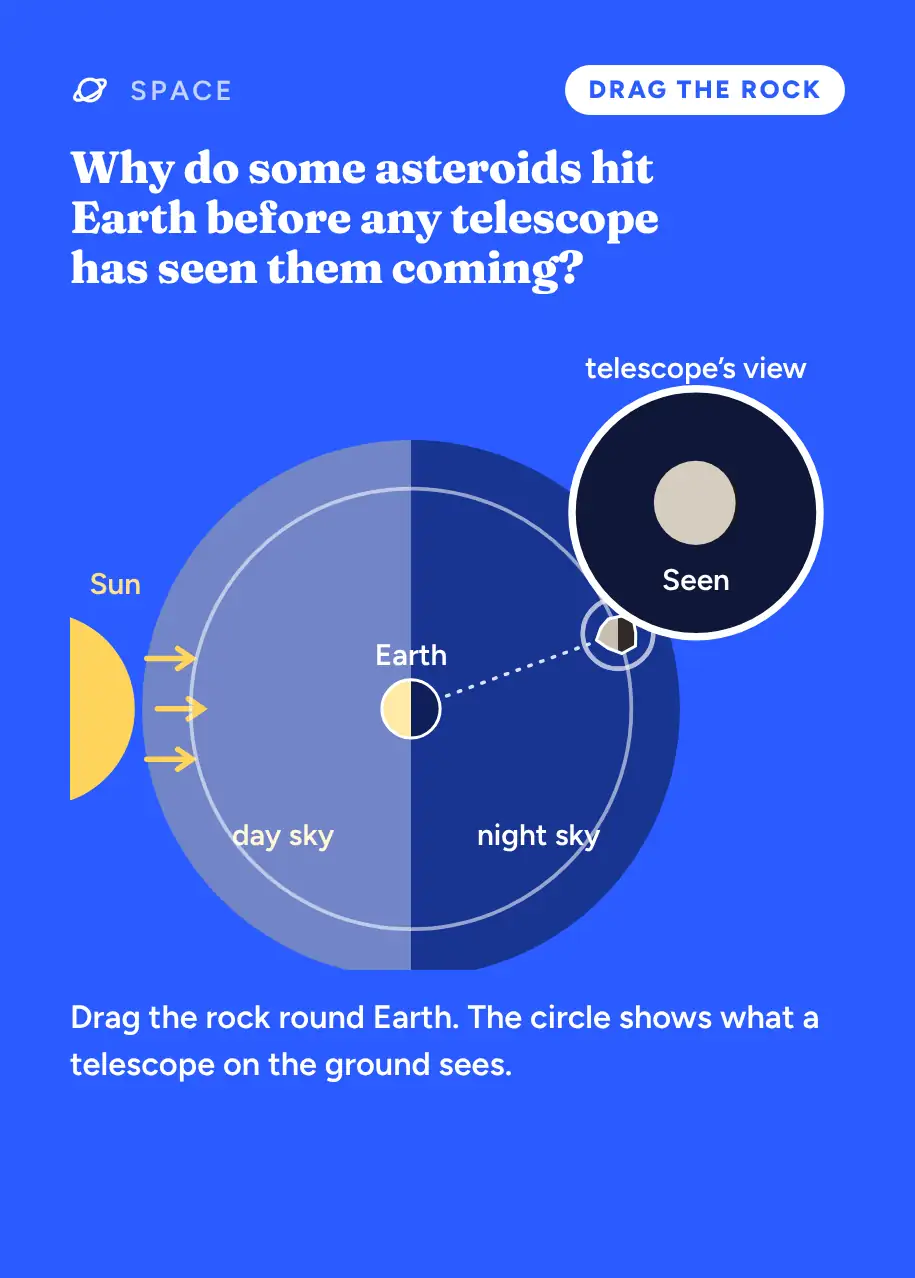 SPACE
DRAG THE ROCK
Why do some asteroids hit
Earth before any telescope
has seen them coming?
telescope’s view
Seen
Sun
Earth
day sky
night sky
Drag the rock round Earth. The circle shows what a
telescope on the ground sees.